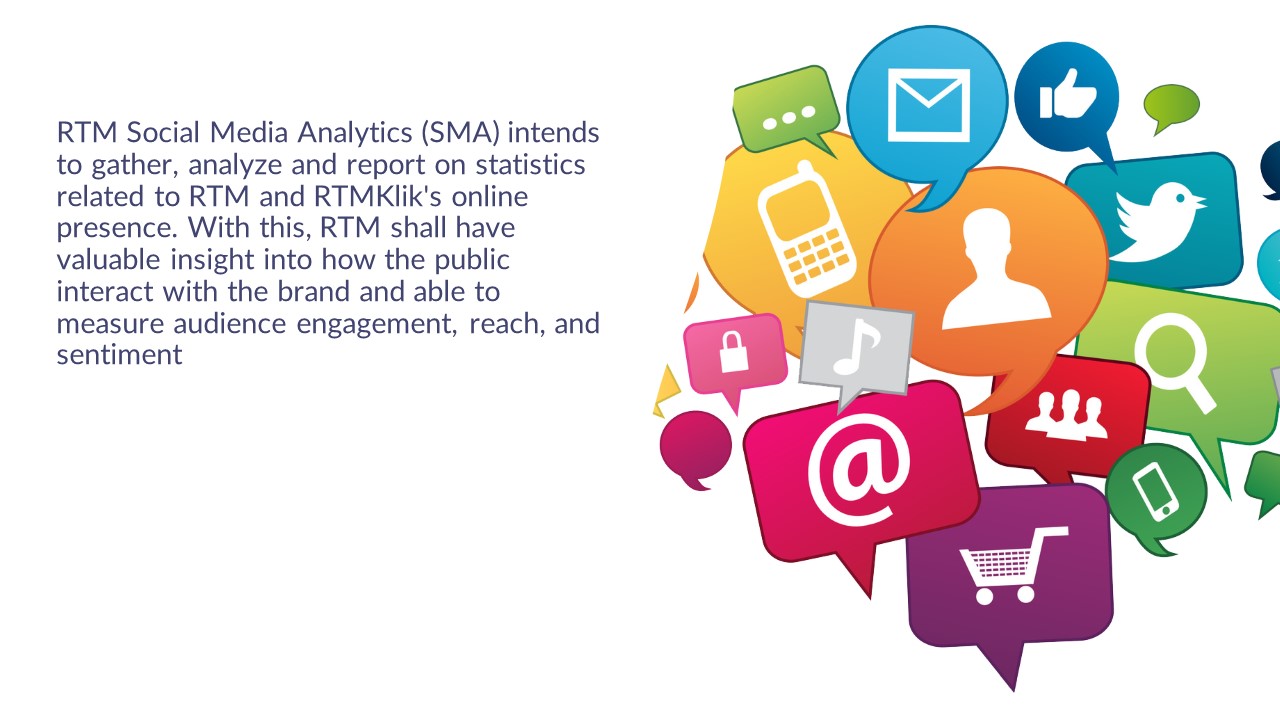 RTM Social Media Analytics (SMA) intends
to gather, analyze and report on statistics
related to RTM and RTMKlik's online
presence. With this, RTM shall have
valuable insight into how the public
interact with the brand and able to
measure audience engagement, reach, and
sentiment
@